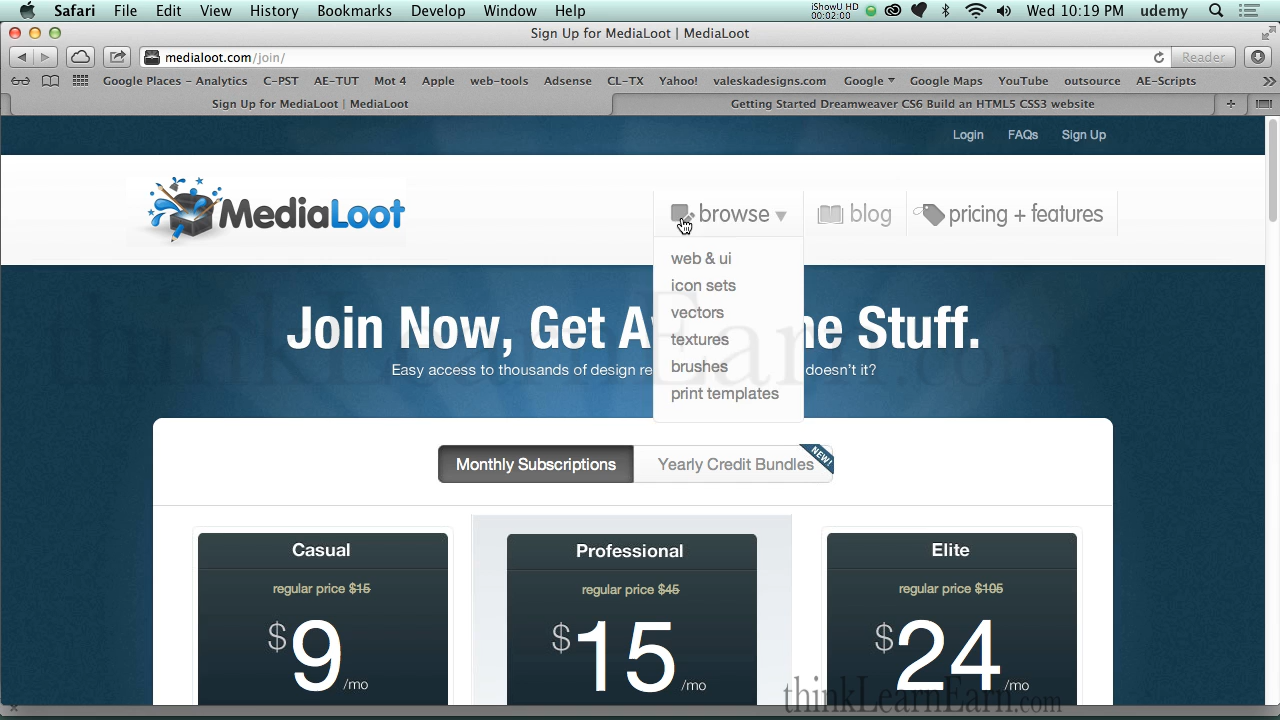 Safari File Edit View History Bookmarks Develop Window Help iShowU HD 00:02:00 Wed 10:19 PM udemy
Sign Up for MediaLoot | MediaLoot
medialoot.com/join/ Reader
Google Places - Analytics C-PST AE-TUT Mot 4 Apple web-tools Adsense CL-TX Yahoo! valeskadesigns.com Google Google Maps YouTube outsource AE-Scripts
Sign Up for MediaLoot | MediaLoot Getting Started Dreamweaver CS6 Build an HTML5 CSS3 website
Login FAQs Sign Up
MediaLoot browse blog pricing + features
web & ui
icon sets
vectors
textures
brushes
print templates
Join Now, Get A ne Stuff.
Easy access to thousands of design re doesn't it?
thinkLearnEarn.com
Monthly Subscriptions Yearly Credit Bundles NEW!
Casual Professional Elite
regular price $15 regular price $45 regular price $105
$9/mo $15/mo $24/mo
thinkLearnEarn.com